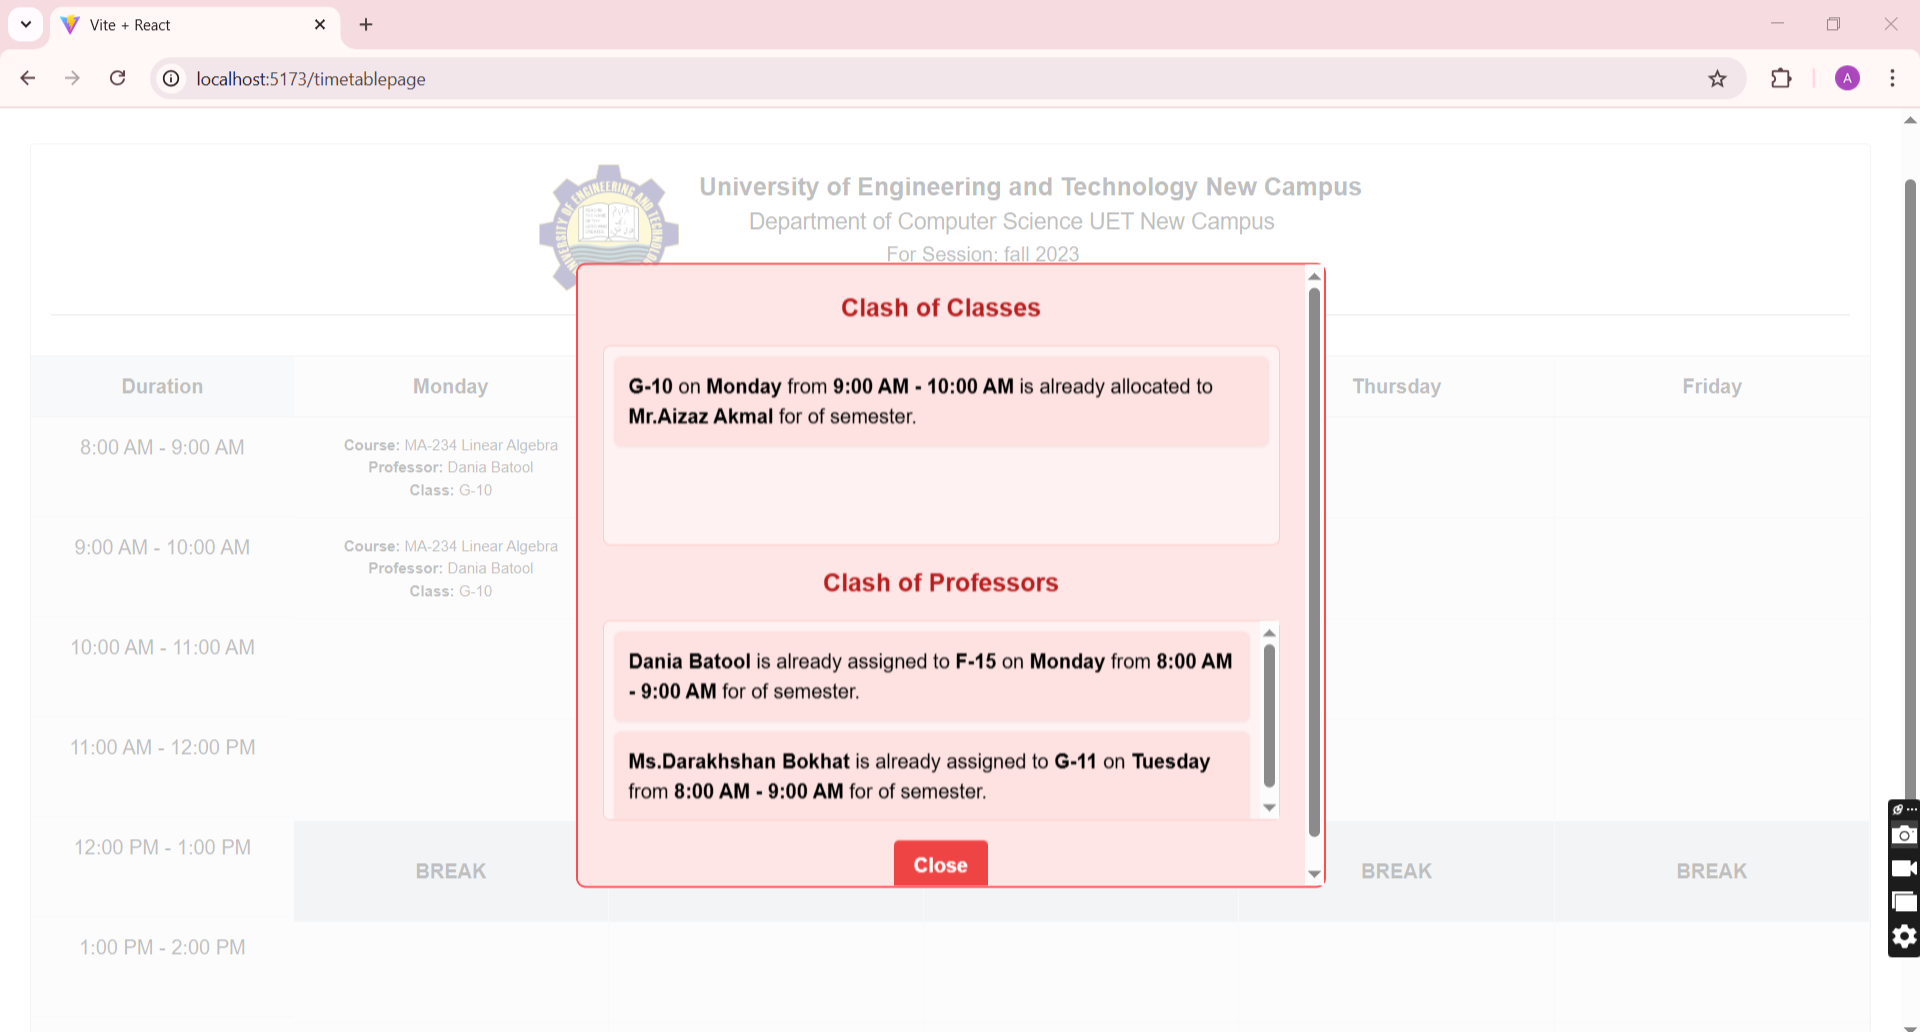 Vite + React
localhost:5173/timetablepage
University of Engineering and Technology New Campus
Department of Computer Science UET New Campus
For Session: fall 2023
Clash of Classes
G-10 on Monday from 9:00 AM - 10:00 AM is already allocated to
Mr.Aizaz Akmal for of semester.
Clash of Professors
Dania Batool is already assigned to F-15 on Monday from 8:00 AM
- 9:00 AM for of semester.
Ms.Darakhshan Bokhat is already assigned to G-11 on Tuesday
from 8:00 AM - 9:00 AM for of semester.
Close
Duration Monday Thursday Friday
8:00 AM - 9:00 AM
Course: MA-234 Linear Algebra
Professor: Dania Batool
Class: G-10
9:00 AM - 10:00 AM
Course: MA-234 Linear Algebra
Professor: Dania Batool
Class: G-10
10:00 AM - 11:00 AM
11:00 AM - 12:00 PM
12:00 PM - 1:00 PM
BREAK BREAK BREAK
1:00 PM - 2:00 PM
A